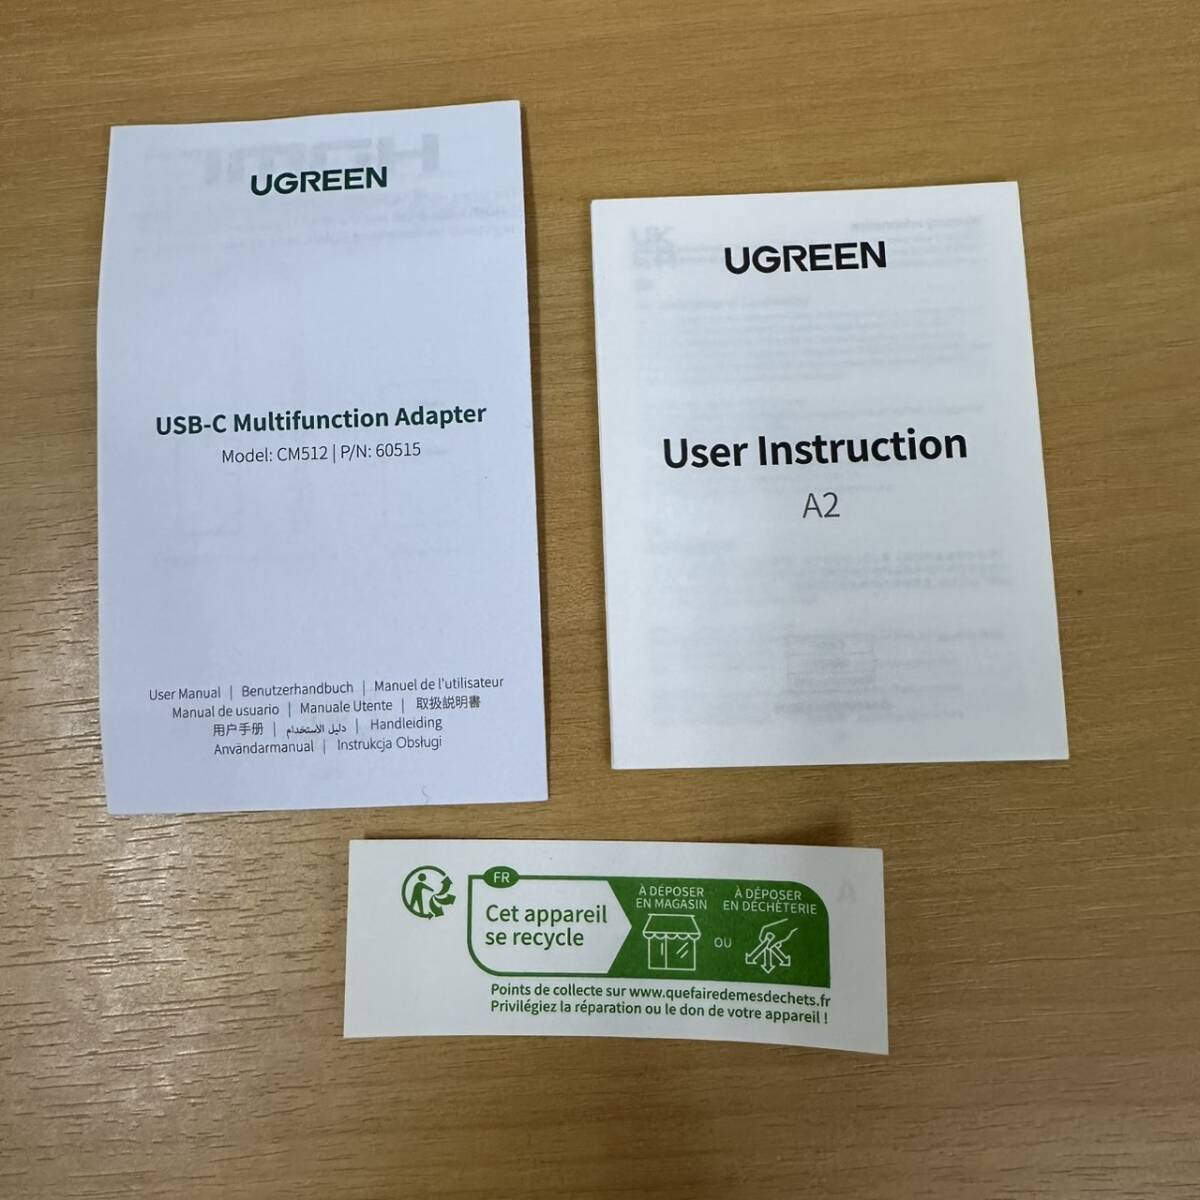 UGREEN
USB-C Multifunction Adapter
Model: CM512 | P/N: 60515
User Manual | Benutzerhandbuch | Manuel de l'utilisateur
Manual de usuario | Manuale Utente | 取扱説明書
用户手册 | دليل الاستخدام | Handleiding
Användarmanual | Instrukcja Obsługi
UGREEN
User Instruction
A2
FR
Cet appareil
se recycle
À DÉPOSER
EN MAGASIN
OU
À DÉPOSER
EN DÉCHÈTERIE
Points de collecte sur www.quefairedemesdechets.fr
Privilégiez la réparation ou le don de votre appareil !